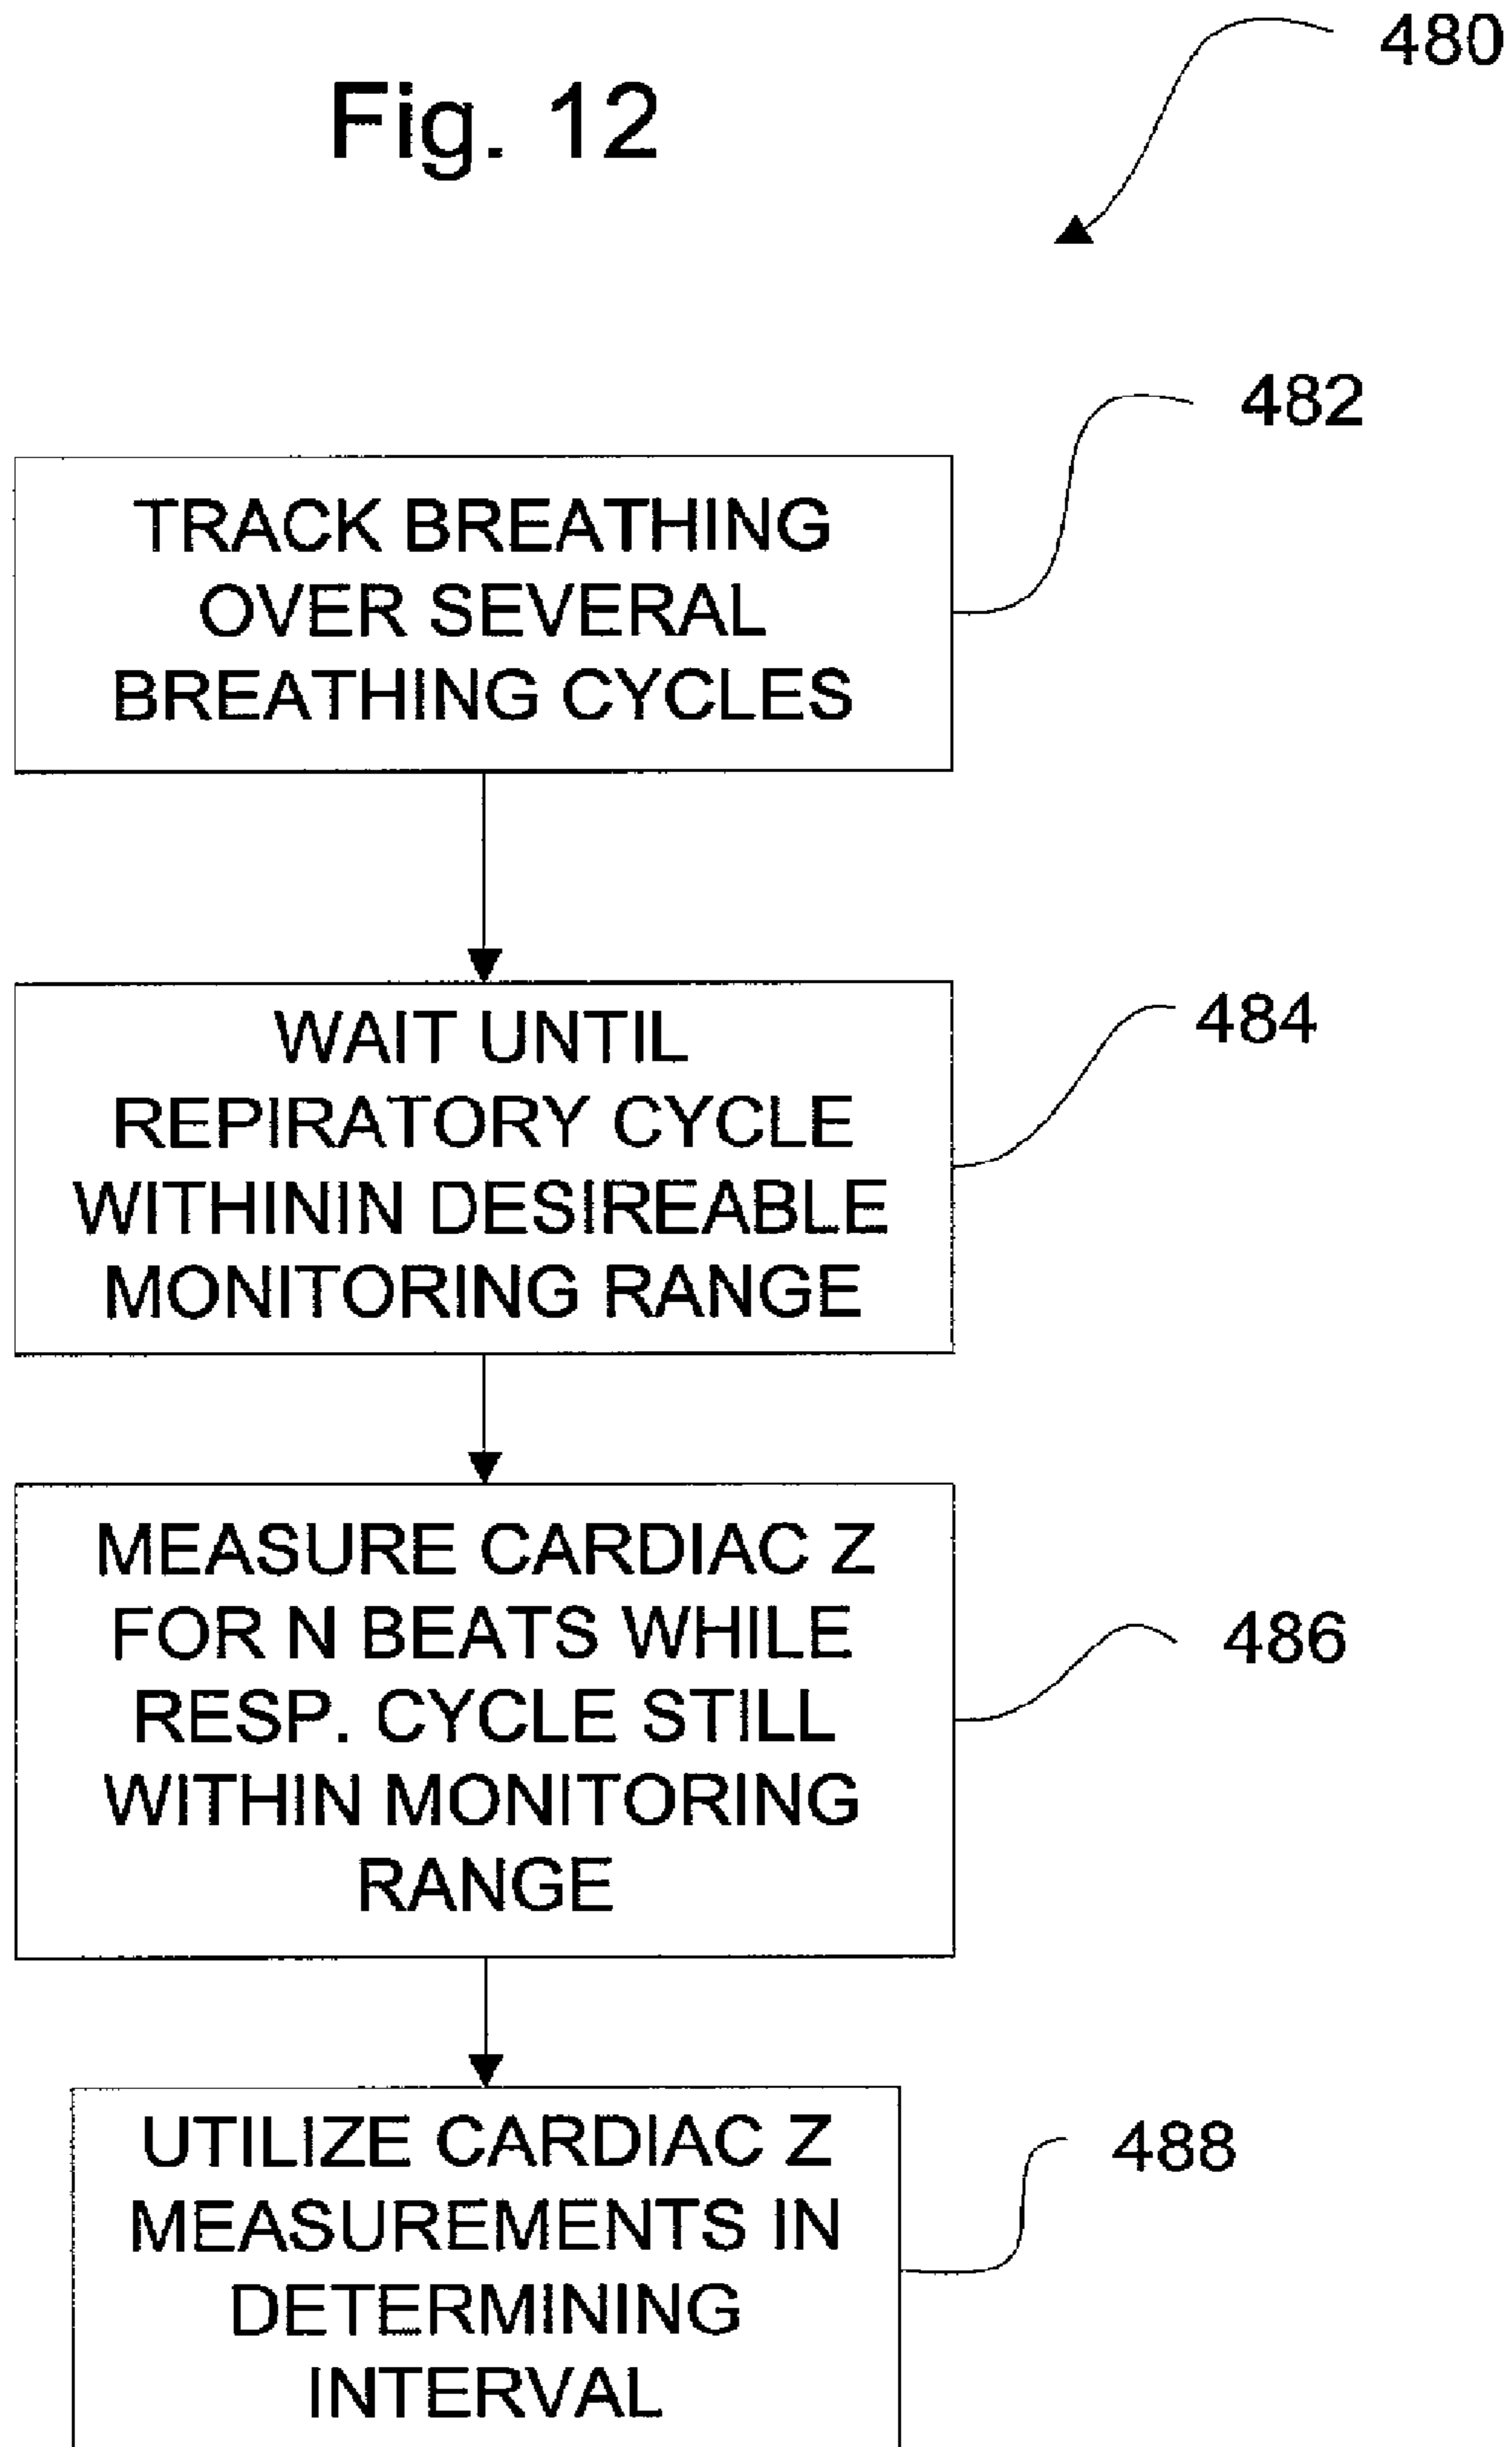 480
Fig. 12
482
TRACK BREATHING
OVER SEVERAL
BREATHING CYCLES
484
WAIT UNTIL
REPIRATORY CYCLE
WITHININ DESIREABLE
MONITORING RANGE
486
MEASURE CARDIAC Z
FOR N BEATS WHILE
RESP. CYCLE STILL
WITHIN MONITORING
RANGE
488
UTILIZE CARDIAC Z
MEASUREMENTS IN
DETERMINING
INTERVAL